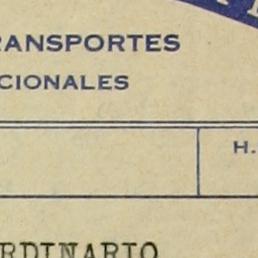 RANSPORTES
CIONALES
H.
RDINARIO